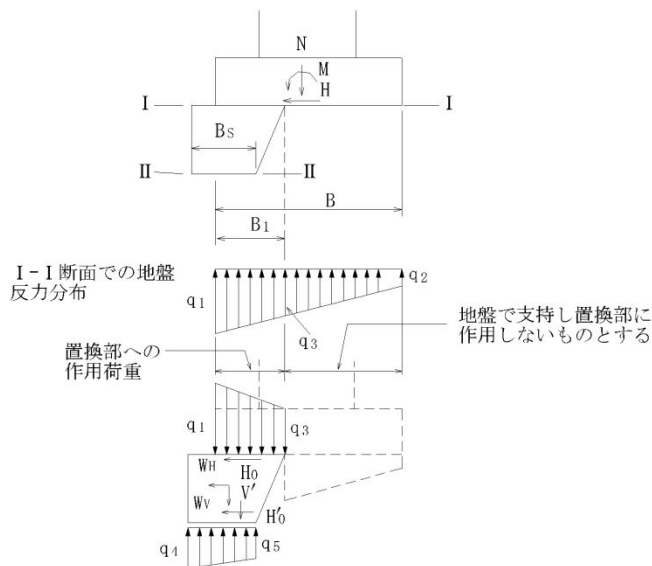 N
M
H
I
I
BS
II
II
B
B1
I-I断面での地盤
反力分布
q1
q2
q3
地盤で支持し置換部に
作用しないものとする
置換部への
作用荷重
q1
q3
WH
H0
WV
V'
H'0
q4
q5